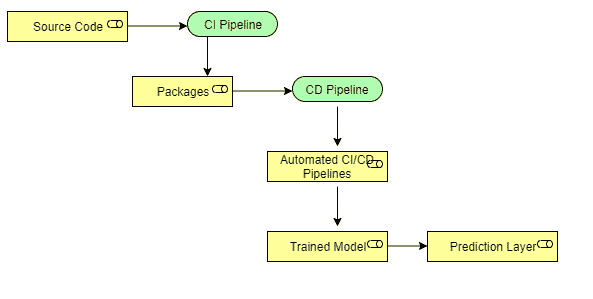 Source Code
CI Pipeline
Packages
CD Pipeline
Automated CI/CD
Pipelines
Trained Model
Prediction Layer